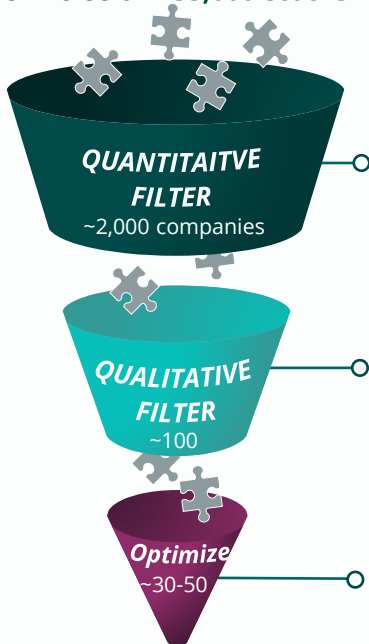 QUANTITAITVE
FILTER
~2,000 companies
QUALITATIVE
FILTER
~100
Optimize
~30-50